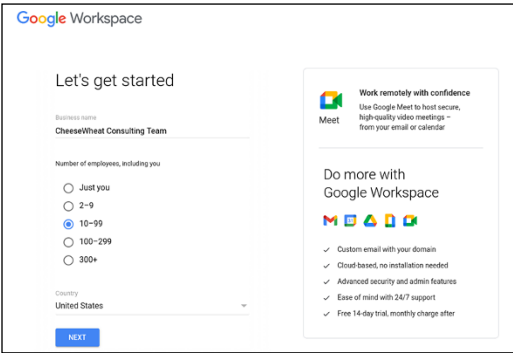 Google Workspace
Let's get started
Business name
CheeseWheat Consulting Team
Number of employees, including you
Just you
2-9
10-99
100-299
300+
Country
United States
NEXT
Meet
Work remotely with confidence
Use Google Meet to host secure,
high-quality video meetings –
from your email or calendar
Do more with
Google Workspace
Custom email with your domain
Cloud-based, no installation needed
Advanced security and admin features
Ease of mind with 24/7 support
Free 14-day trial, monthly charge after